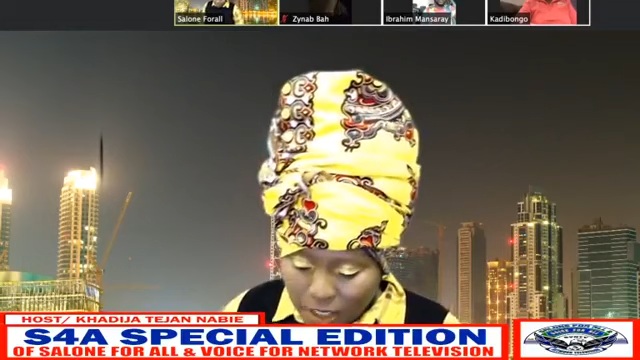 Salone Forall
Zynab Bah
Ibrahim Mansaray
Kadibongo
HOST/ KHADIJA TEJAN NABIE
S4A SPECIAL EDITION
OF SALONE FOR ALL & VOICE FOR NETWORK TELEVISION